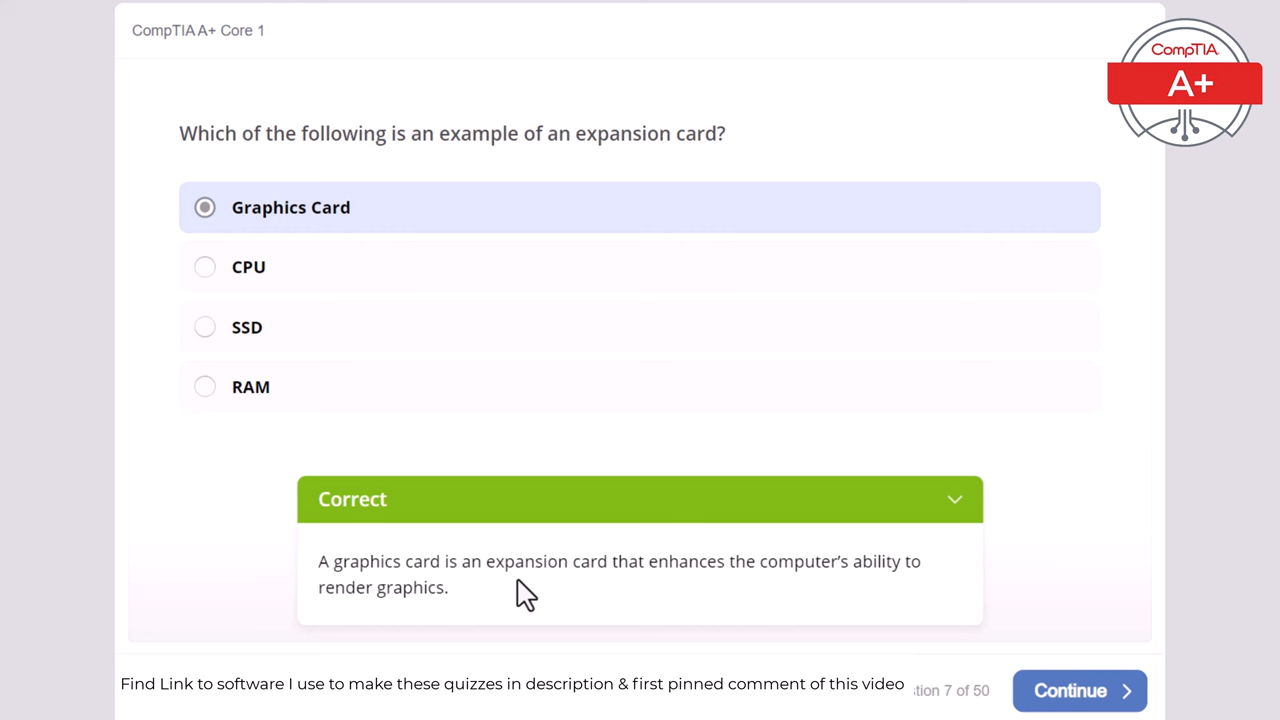 CompTIA A+ Core 1
CompTIA
A+
Which of the following is an example of an expansion card?
Graphics Card
CPU
SSD
RAM
Correct
A graphics card is an expansion card that enhances the computer's ability to
render graphics.
Find Link to software I use to make these quizzes in description & first pinned comment of this video
7 of 50
Continue